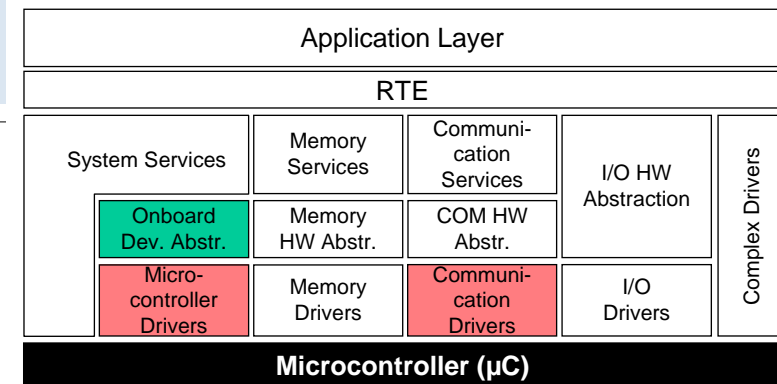 Application Layer
RTE
System Services
Memory
Services
Communi-
cation
Services
I/O HW
Abstraction
Complex Drivers
Onboard
Dev. Abstr.
Memory
HW Abstr.
COM HW
Abstr.
Micro-
controller
Drivers
Memory
Drivers
Communi-
cation
Drivers
I/O
Drivers
Microcontroller (µC)